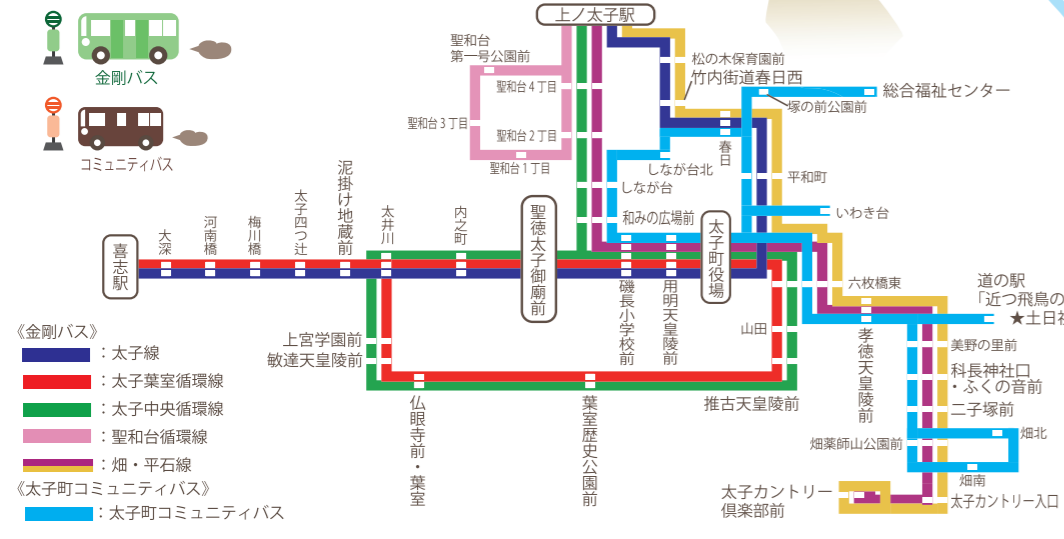 金剛バス
コミュニティバス
上ノ太子駅
聖和台
第一号公園前
聖和台4丁目
聖和台3丁目
聖和台2丁目
聖和台1丁目
松の木保育園前
竹内街道春日西
総合福祉センター
塚の前公園前
春日
しなが台北
しなが台
平和町
和みの広場前
いわき台
喜志駅
大深
河南橋
梅川橋
太子四つ辻
泥掛け地蔵前
太井川
内之町
聖徳太子御廟前
太子町役場
磯長小学校前
用明天皇陵前
山田
六枚橋東
道の駅
「近つ飛鳥の
★土日祝
孝徳天皇陵前
美野の里前
科長神社口
・ふくの音前
二子塚前
上宮学園前
敏達天皇陵前
仏眼寺前・葉室
葉室歴史公園前
推古天皇陵前
畑薬師山公園前
畑北
畑南
太子カントリー
倶楽部前
太子カントリー入口
《金剛バス》
：太子線
：太子葉室循環線
：太子中央循環線
：聖和台循環線
：畑・平石線
《太子町コミュニティバス》
：太子町コミュニティバス